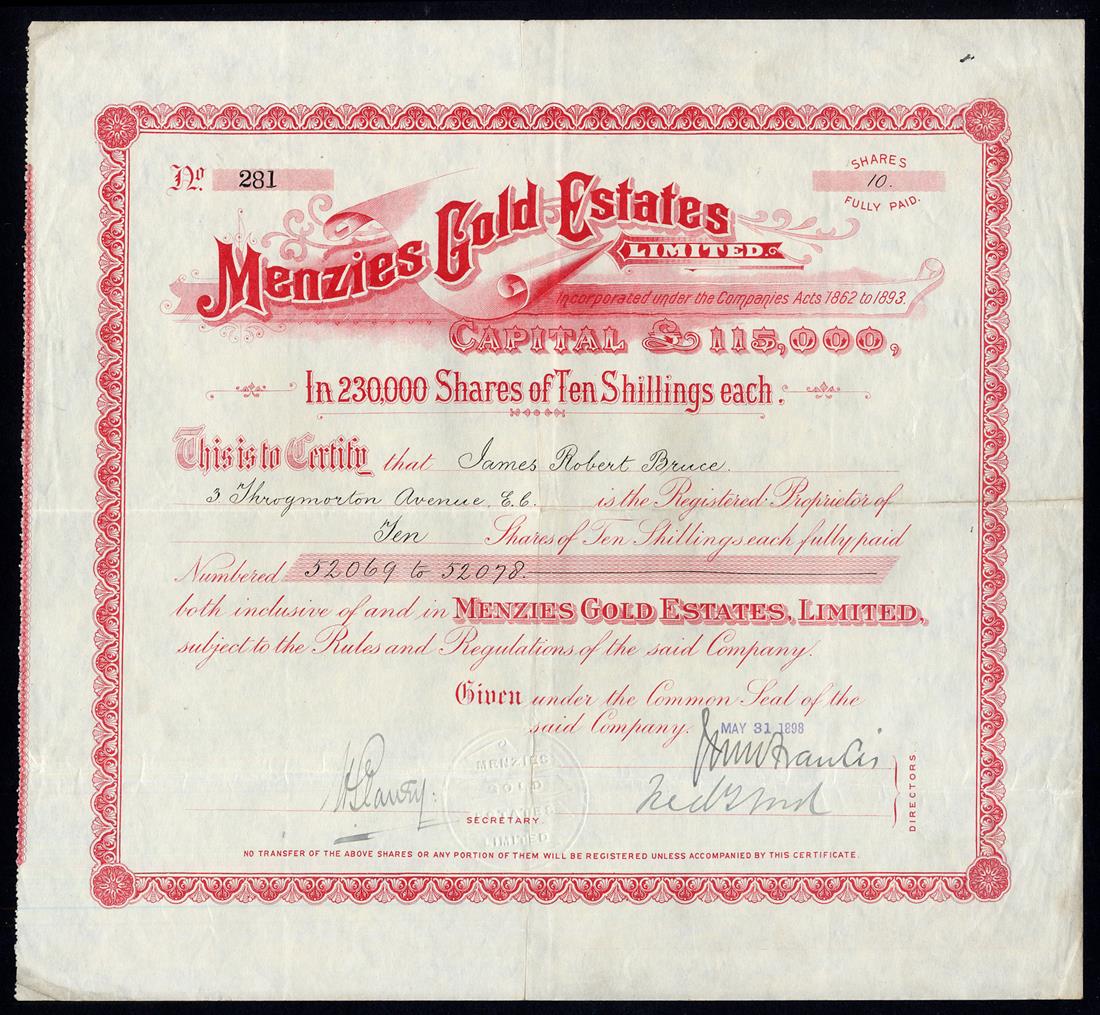 No. 281
SHARES
10.
FULLY PAID.
Menzies Gold Estates
LIMITED.
Incorporated under the Companies Acts 1862 to 1893.
CAPITAL £115,000,
In 230,000 Shares of Ten Shillings each.
This is to Certify that James Robert Bruce.
3 Throgmorton Avenue, E.C. is the Registered Proprietor of
Ten Shares of Ten Shillings each fully paid
Numbered 52069 to 52078.
both inclusive of and in MENZIES GOLD ESTATES, LIMITED,
subject to the Rules and Regulations of the said Company.
Given under the Common Seal of the
said Company. MAY 31 1898
MENZIES
GOLD
LIMITED
SECRETARY.
DIRECTORS.
NO TRANSFER OF THE ABOVE SHARES OR ANY PORTION OF THEM WILL BE REGISTERED UNLESS ACCOMPANIED BY THIS CERTIFICATE.